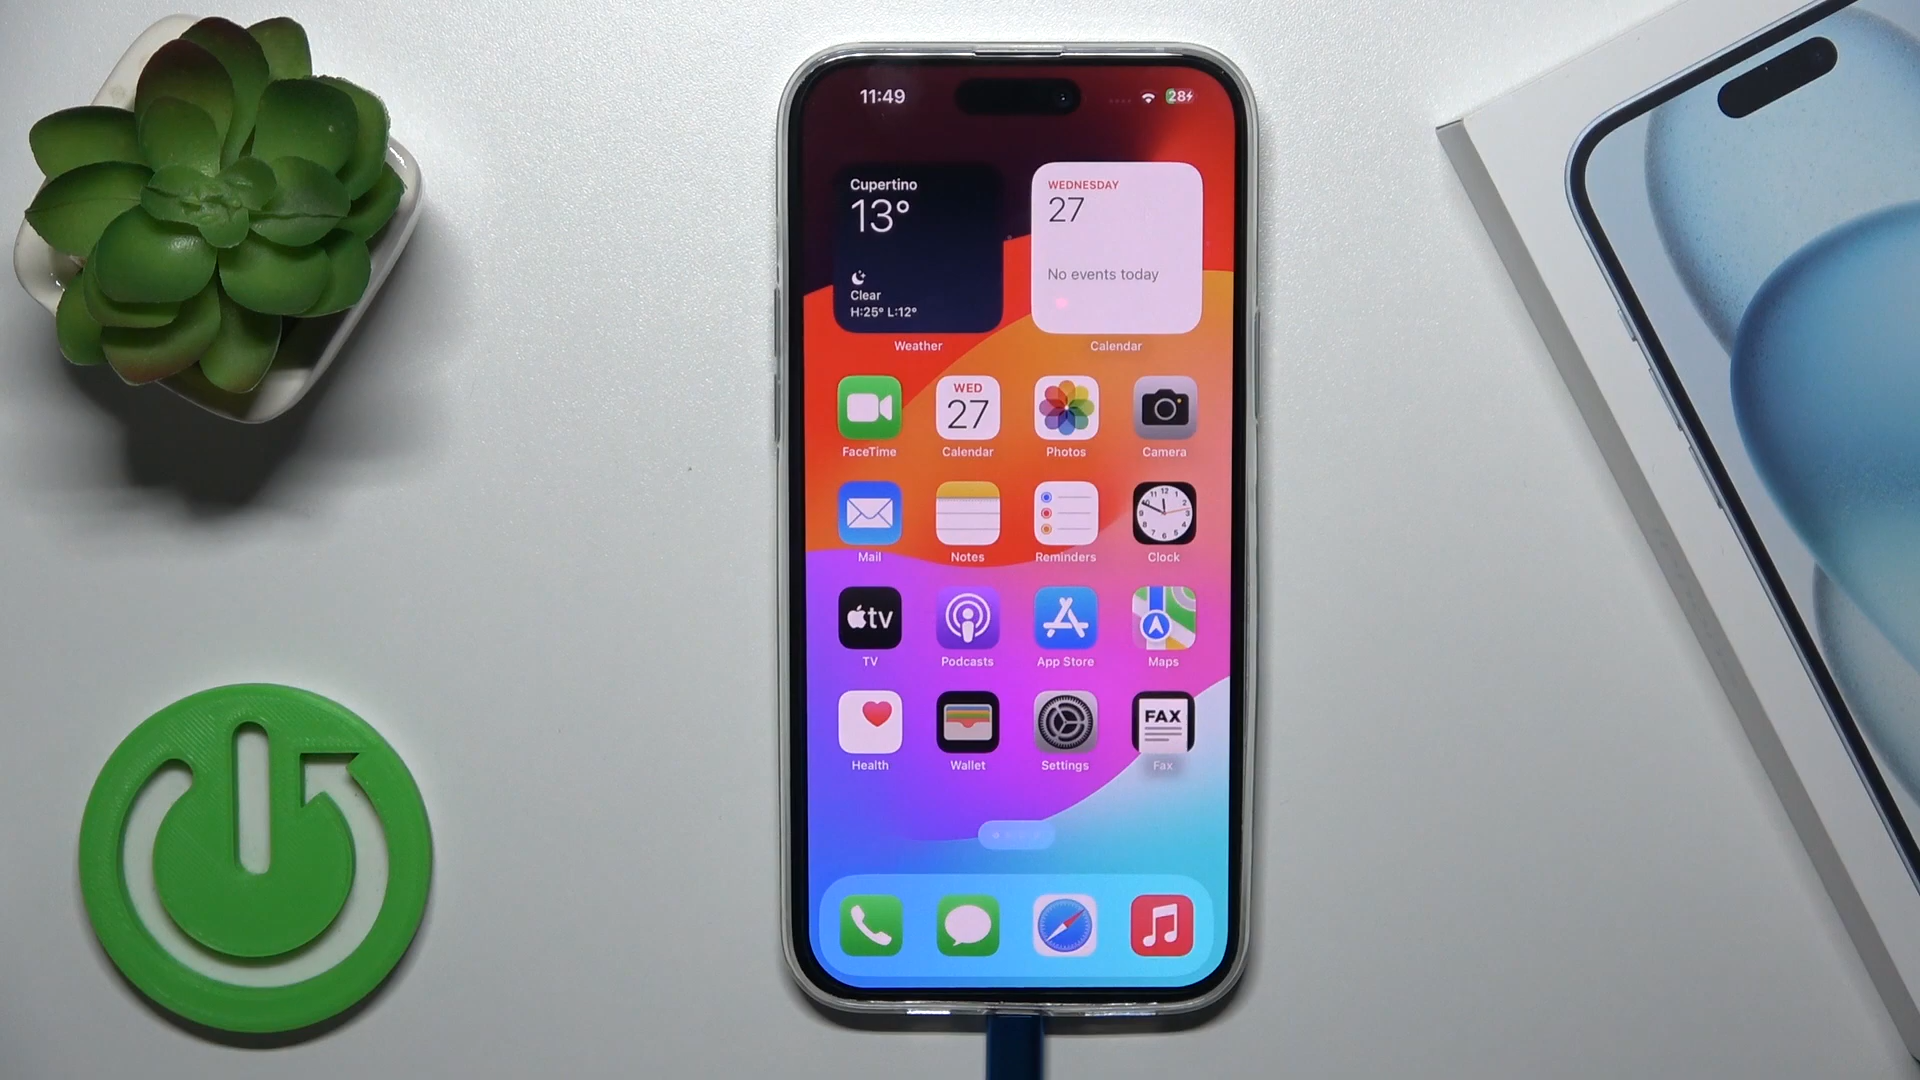 11:49
28
Cupertino
13°
Clear
H:25° L:12°
Weather
WEDNESDAY
27
No events today
Calendar
FaceTime
WED
27
Calendar
Photos
Camera
Mail
Notes
Reminders
Clock
tv
TV
Podcasts
App Store
Maps
Health
Wallet
Settings
FAX
Fax